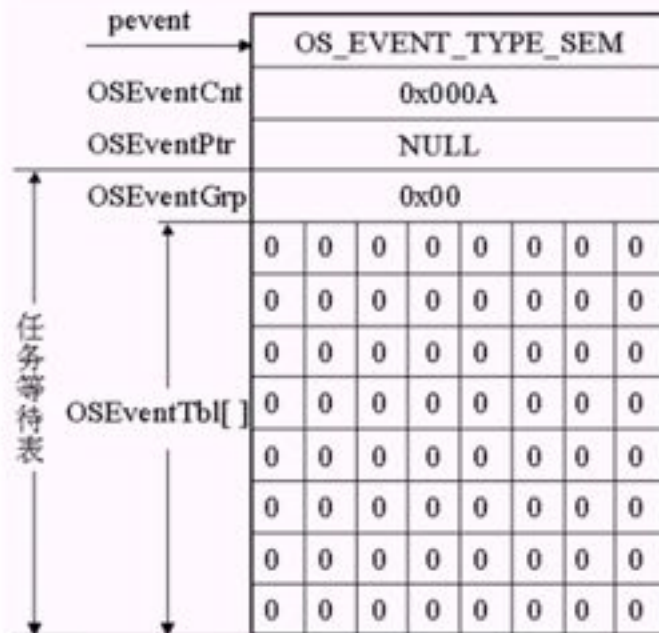 pevent OS_EVENT_TYPE_SEM
OSEventCnt 0x000A
OSEventPtr NULL
OSEventGrp 0x00
0 0 0 0 0 0 0 0
0 0 0 0 0 0 0 0
0 0 0 0 0 0 0 0
OSEventTbl[ ] 0 0 0 0 0 0 0 0
0 0 0 0 0 0 0 0
0 0 0 0 0 0 0 0
0 0 0 0 0 0 0 0
0 0 0 0 0 0 0 0
任务等待表